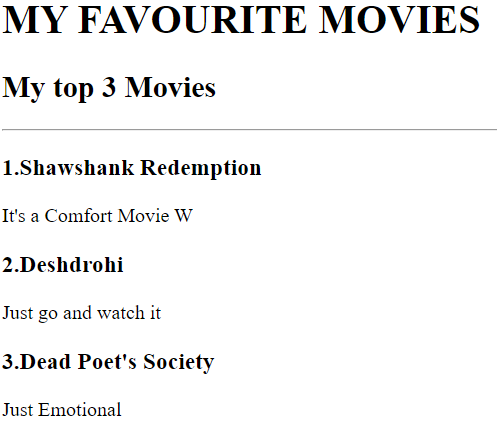 MY FAVOURITE MOVIES
My top 3 Movies
1.Shawshank Redemption
It's a Comfort Movie W
2.Deshdrohi
Just go and watch it
3.Dead Poet's Society
Just Emotional